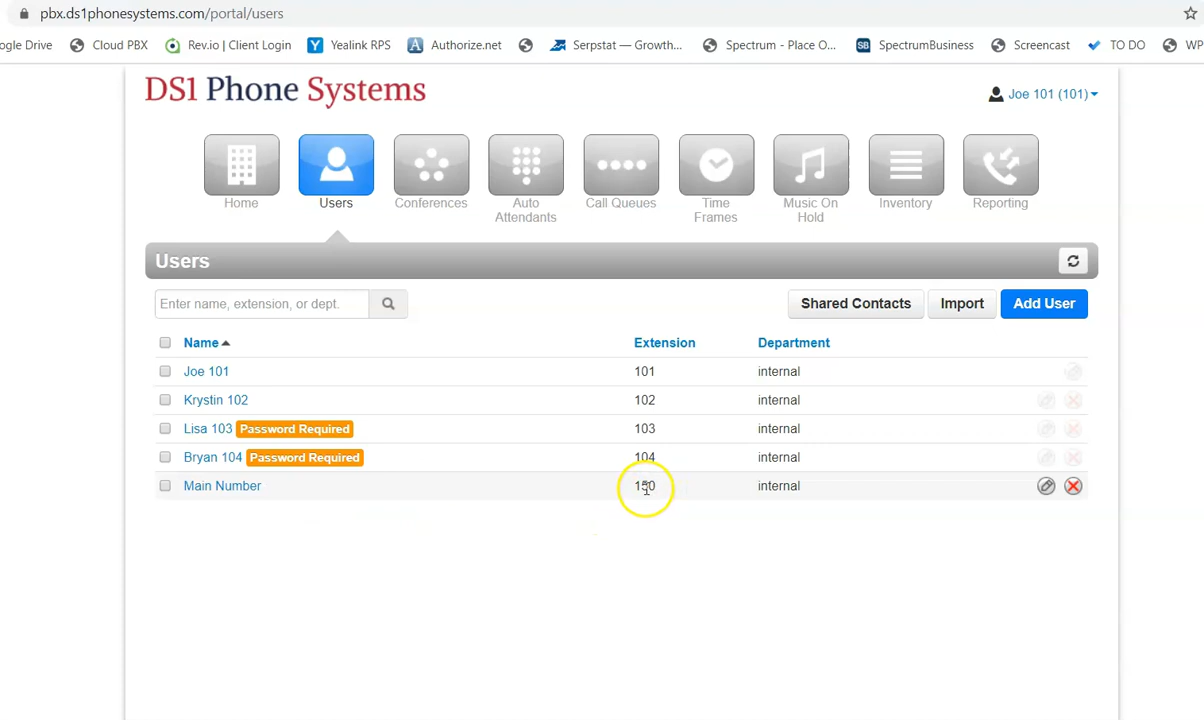 pbx.ds1phonesystems.com/portal/users
ogle Drive Cloud PBX Rev.io | Client Login Yealink RPS Authorize.net Serpstat — Growth... Spectrum - Place O... SB SpectrumBusiness Screencast TO DO WP
DS1 Phone Systems
Joe 101 (101)
Home Users Conferences Auto Attendants Call Queues Time Frames Music On Hold Inventory Reporting
Users
Enter name, extension, or dept. Shared Contacts Import Add User
Name Extension Department
Joe 101 101 internal
Krystin 102 102 internal
Lisa 103 Password Required 103 internal
Bryan 104 Password Required 104 internal
Main Number 150 internal